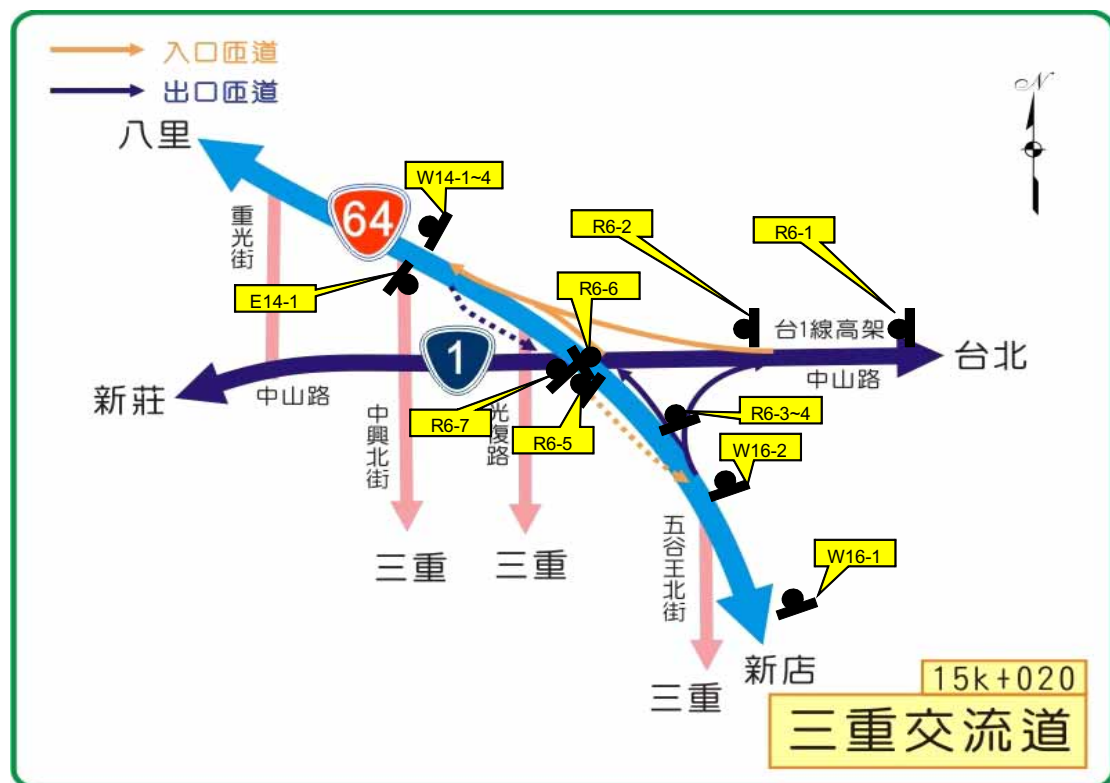 入口匝道
出口匝道
N
八里
W14-1~4
64
重光街
R6-2
R6-1
E14-1
R6-6
台1線高架
1
台北
新莊
中山路
中山路
R6-7
R6-5
R6-3~4
中興北街
光復路
W16-2
五谷王北街
W16-1
三重
三重
新店
三重
15k+020
三重交流道